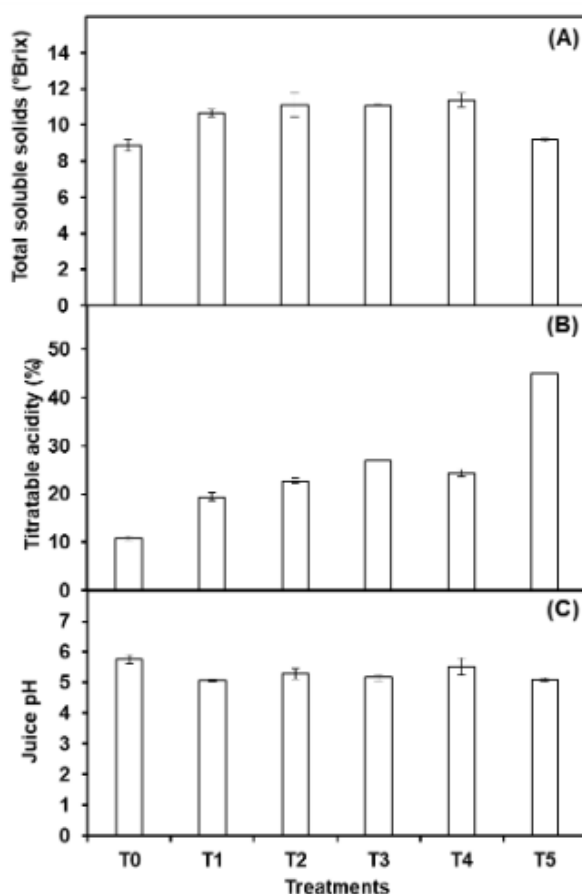 (A)
Total soluble solids (°Brix)
14
12
10
8
6
4
2
0
(B)
Titratable acidity (%)
50
40
30
20
10
0
(C)
Juice pH
7
6
5
4
3
2
1
0
T0 T1 T2 T3 T4 T5
Treatments